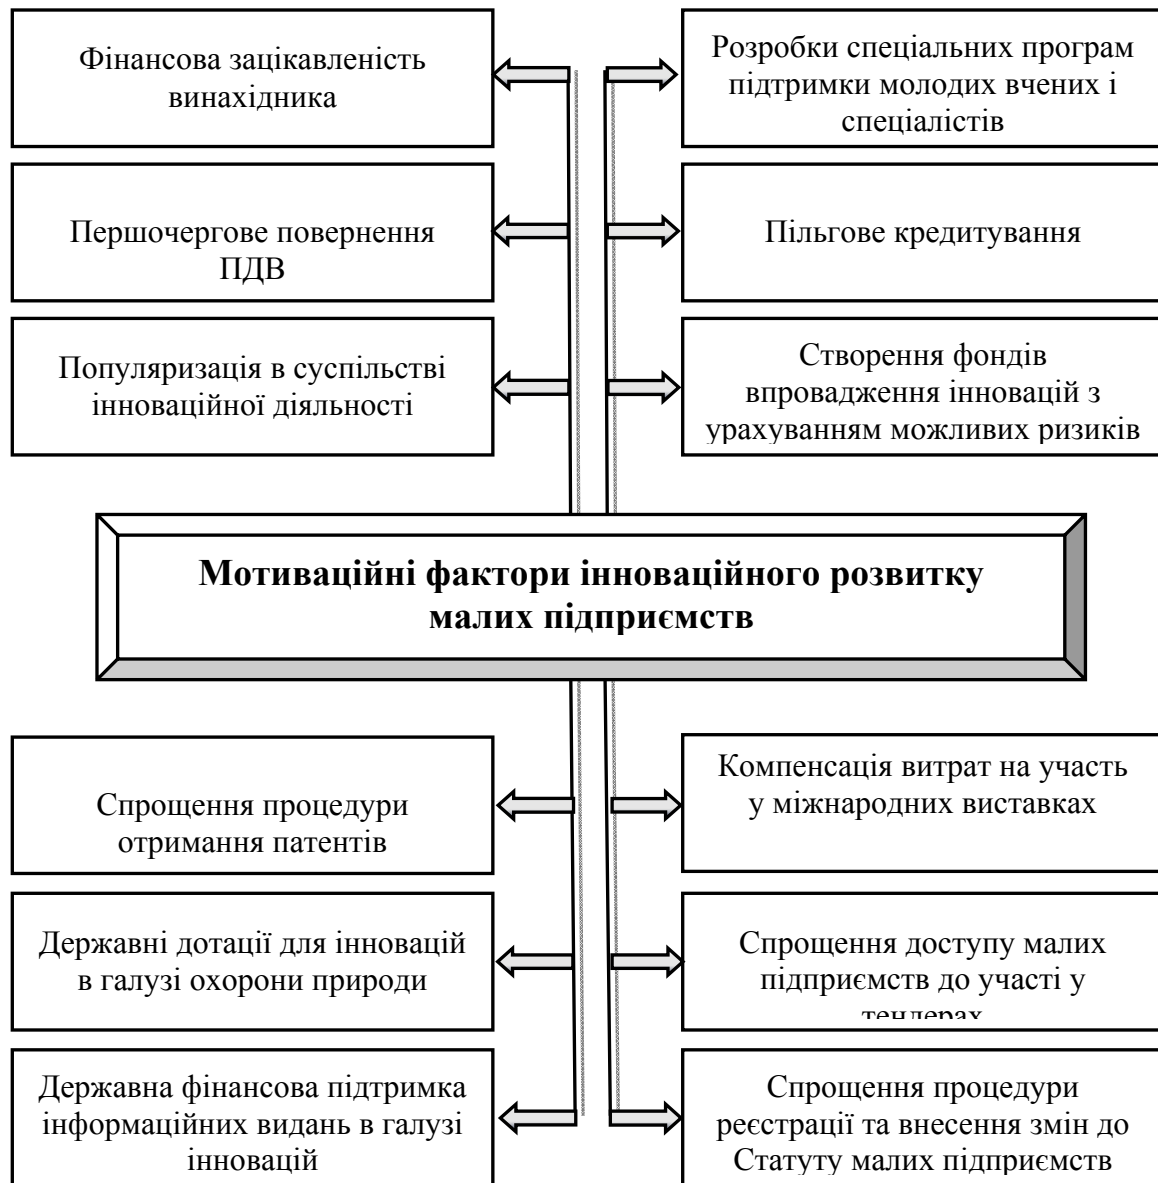 Фінансова зацікавленість
винахідника
Розробки спеціальних програм
підтримки молодих вчених і
спеціалістів
Першочергове повернення
ПДВ
Пільгове кредитування
Популяризація в суспільстві
інноваційної діяльності
Створення фондів
впровадження інновацій з
урахуванням можливих ризиків
Мотиваційні фактори інноваційного розвитку
малих підприємств
Спрощення процедури
отримання патентів
Компенсація витрат на участь
у міжнародних виставках
Державні дотації для інновацій
в галузі охорони природи
Спрощення доступу малих
підприємств до участі у
тендерах
Державна фінансова підтримка
інформаційних видань в галузі
інновацій
Спрощення процедури
реєстрації та внесення змін до
Статуту малих підприємств